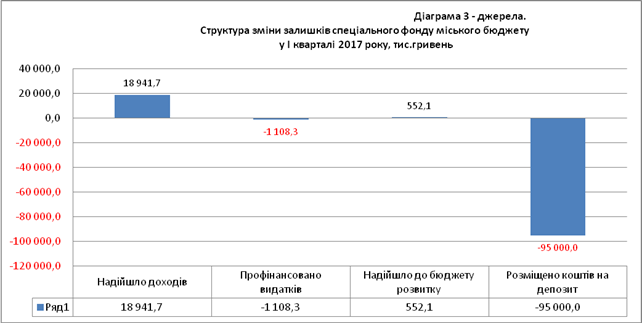 Діаграма 3 - джерела.
Структура зміни залишків спеціального фонду міського бюджету
у І кварталі 2017 року, тис.гривень
40 000,0
20 000,0
0,0
-20 000,0
-40 000,0
-60 000,0
-80 000,0
-100 000,0
-120 000,0
18 941,7
-1 108,3
552,1
-95 000,0
Надійшло доходів
Профінансовано видатків
Надійшло до бюджету розвитку
Розміщено коштів на депозит
Ряд1 18 941,7 -1 108,3 552,1 -95 000,0